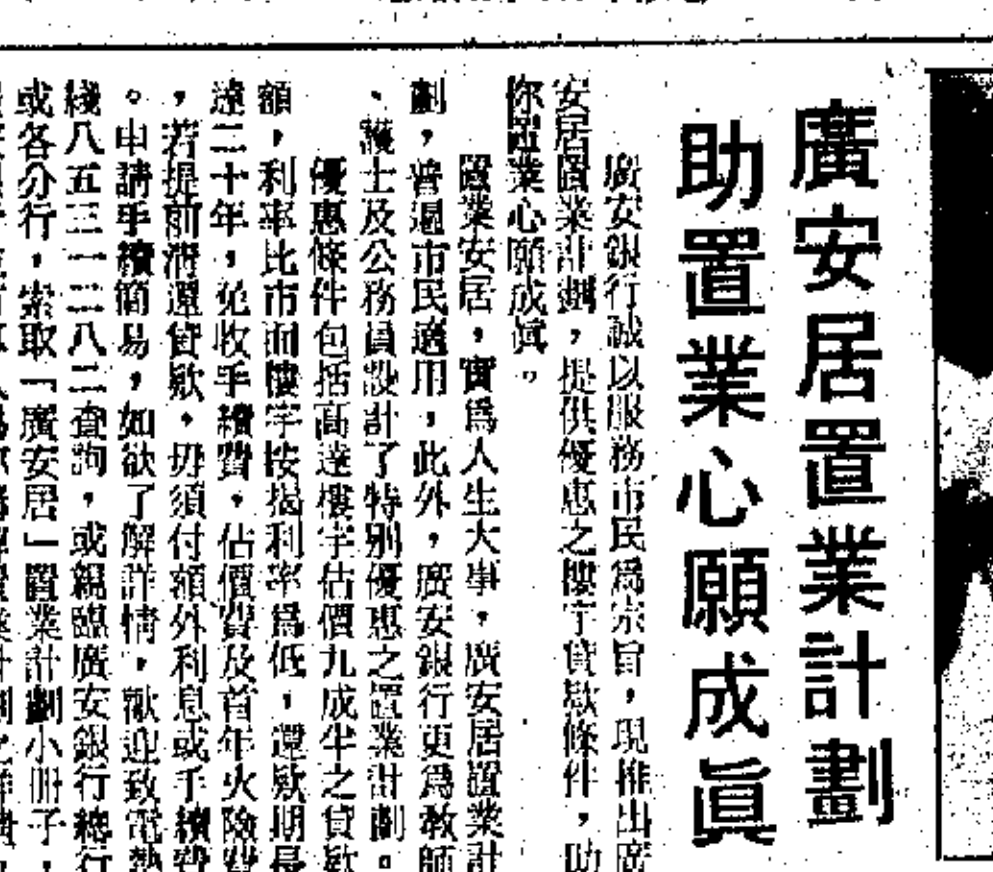 廣安居置業計劃
助置業心願成眞
廣安銀行誠以服務市民爲宗旨，現推出廣
安居置業計劃，提供優惠之樓宇貸款條件，助
你置業心願成眞。
置業安居，實爲人生大事，廣安居置業計
劃，普遍市民適用，此外，廣安銀行更爲敎師
、護士及公務員設計了特別優惠之置業計劃。
優惠條件包括高達樓宇估價九成半之貸款
額，利率比市面樓宇按揭利率爲低，還款期長
達二十年，免收手續費，估價費及首年火險費
，若提前清還貸款，毋須付額外利息或手續費
。申請手續簡易，如欲了解詳情，歡迎致電熱
綫八五三一二八二查詢，或親臨廣安銀行總行
或各分行，索取「廣安居」置業計劃小冊子，